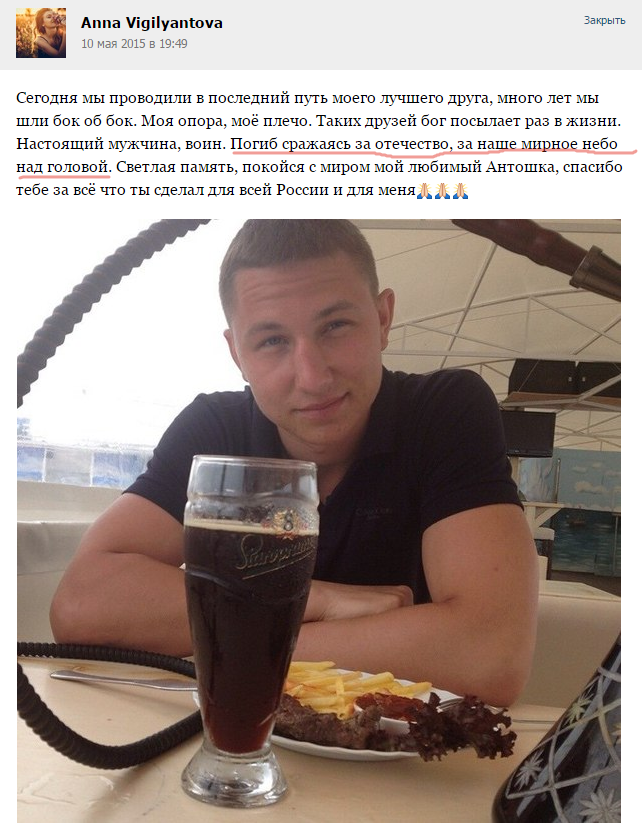 Anna Vigilyantova
Закрыть
10 мая 2015 в 19:49
Сегодня мы проводили в последний путь моего лучшего друга, много лет мы
шли бок об бок. Моя опора, моё плечо. Таких друзей бог посылает раз в жизни.
Настоящий мужчина, воин. Погиб сражаясь за отечество, за наше мирное небо
над головой. Светлая память, покойся с миром мой любимый Антошка, спасибо
тебе за всё что ты сделал для всей России и для меня🙏🏻🙏🏻🙏🏻